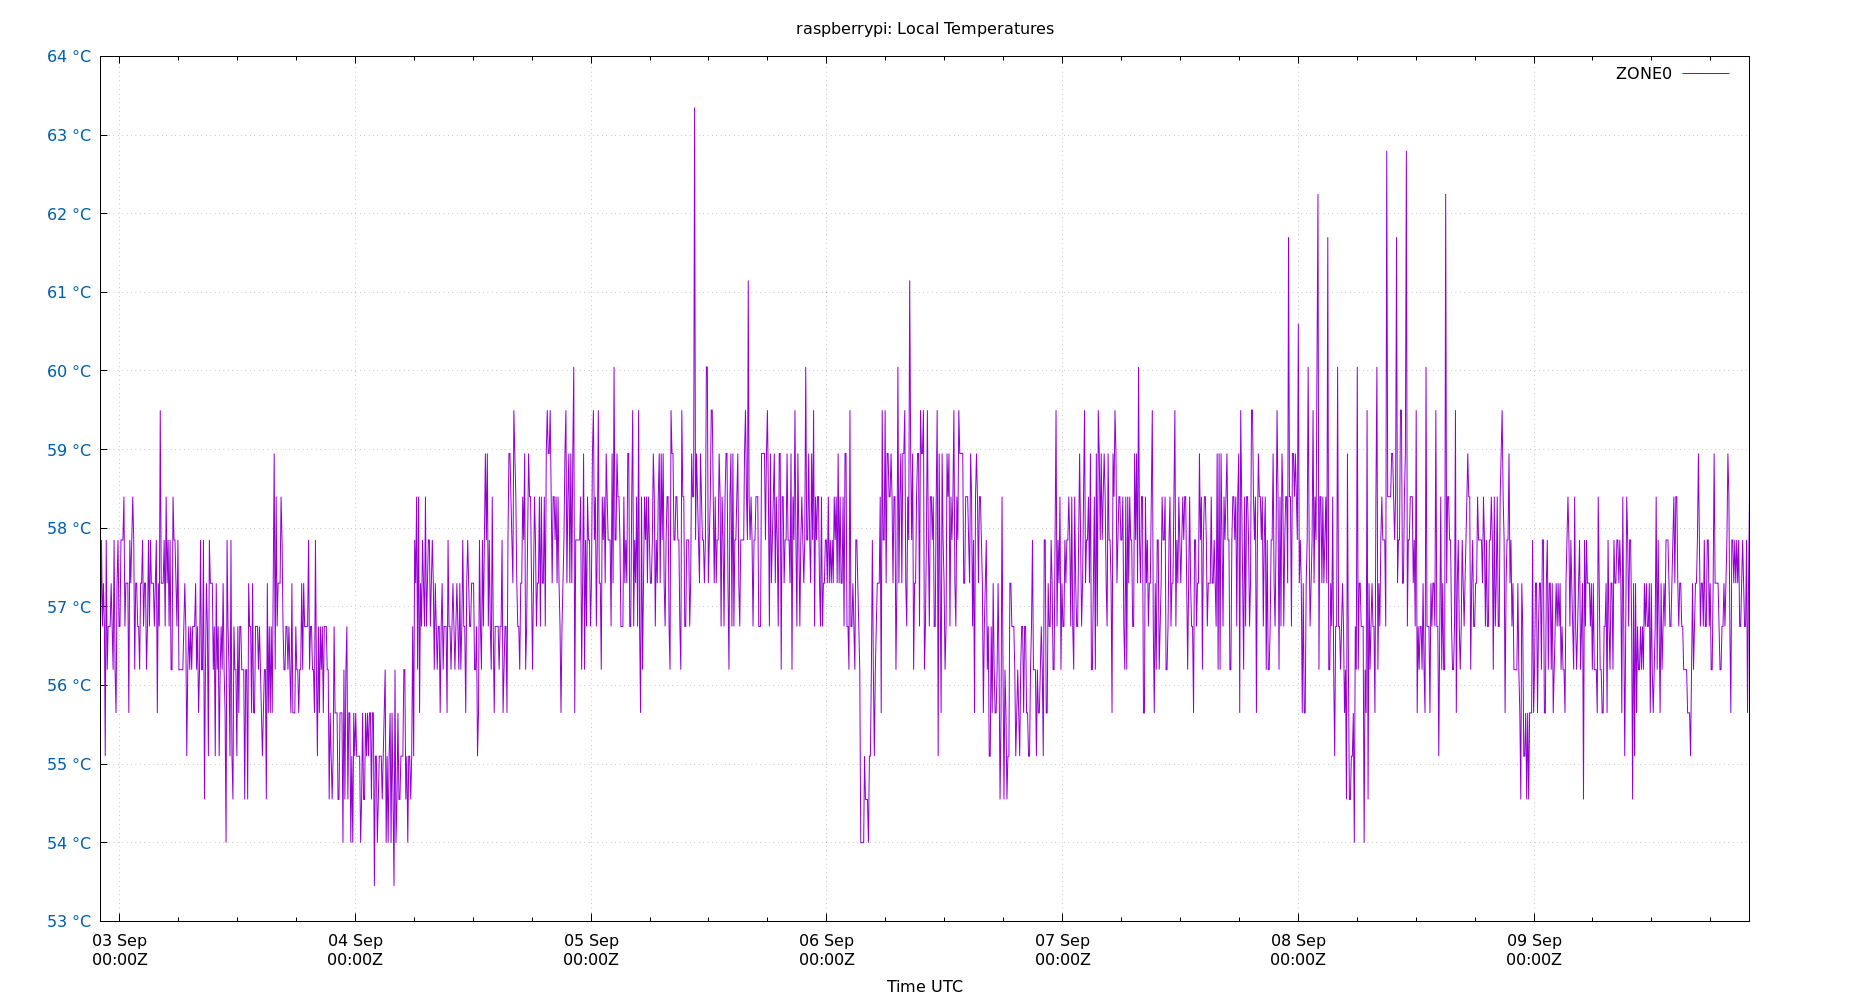 raspberrypi: Local Temperatures
64 °C
ZONE0
63 °C
62 °C
61 °C
60 °C
59 °C
58 °C
57 °C
56 °C
55 °C
54 °C
53 °C
03 Sep 04 Sep 05 Sep 06 Sep 07 Sep 08 Sep 09 Sep
00:00Z 00:00Z 00:00Z 00:00Z 00:00Z 00:00Z 00:00Z
Time UTC